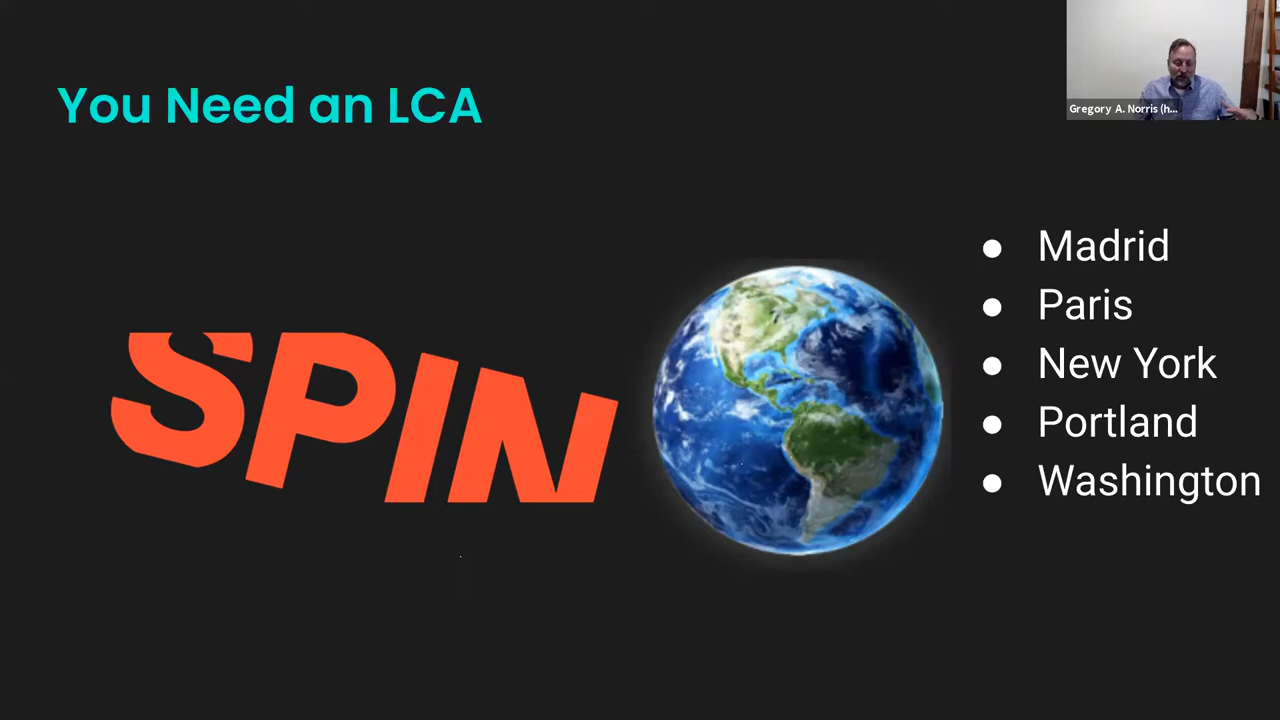 You Need an LCA
Gregory A. Norris (h...
SPIN
Madrid
Paris
New York
Portland
Washington